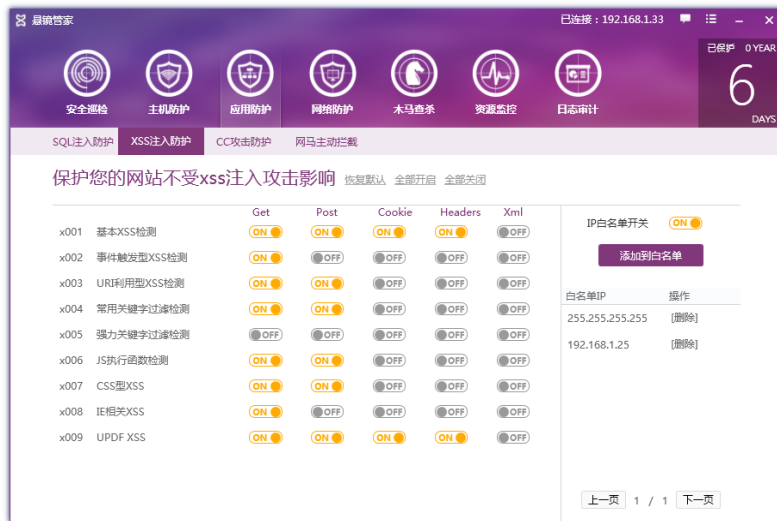 悬镜管家 已连接：192.168.1.33
已保护 0 YEAR
6
DAYS
安全巡检 主机防护 应用防护 网络防护 木马查杀 资源监控 日志审计
SQL注入防护 XSS注入防护 CC攻击防护 网马主动拦截
保护您的网站不受xss注入攻击影响 恢复默认 全部开启 全部关闭
Get Post Cookie Headers Xml
x001 基本XSS检测 ON ON ON ON OFF
x002 事件触发型XSS检测 ON OFF OFF OFF OFF
x003 URI利用型XSS检测 ON ON OFF OFF OFF
x004 常用关键字过滤检测 ON ON OFF OFF OFF
x005 强力关键字过滤检测 OFF OFF OFF OFF OFF
x006 JS执行函数检测 ON ON OFF OFF OFF
x007 CSS型XSS ON ON OFF OFF OFF
x008 IE相关XSS ON OFF OFF OFF OFF
x009 UPDF XSS ON ON ON ON OFF
IP白名单开关 ON
添加到白名单
白名单IP 操作
255.255.255.255 [删除]
192.168.1.25 [删除]
上一页 1 / 1 下一页